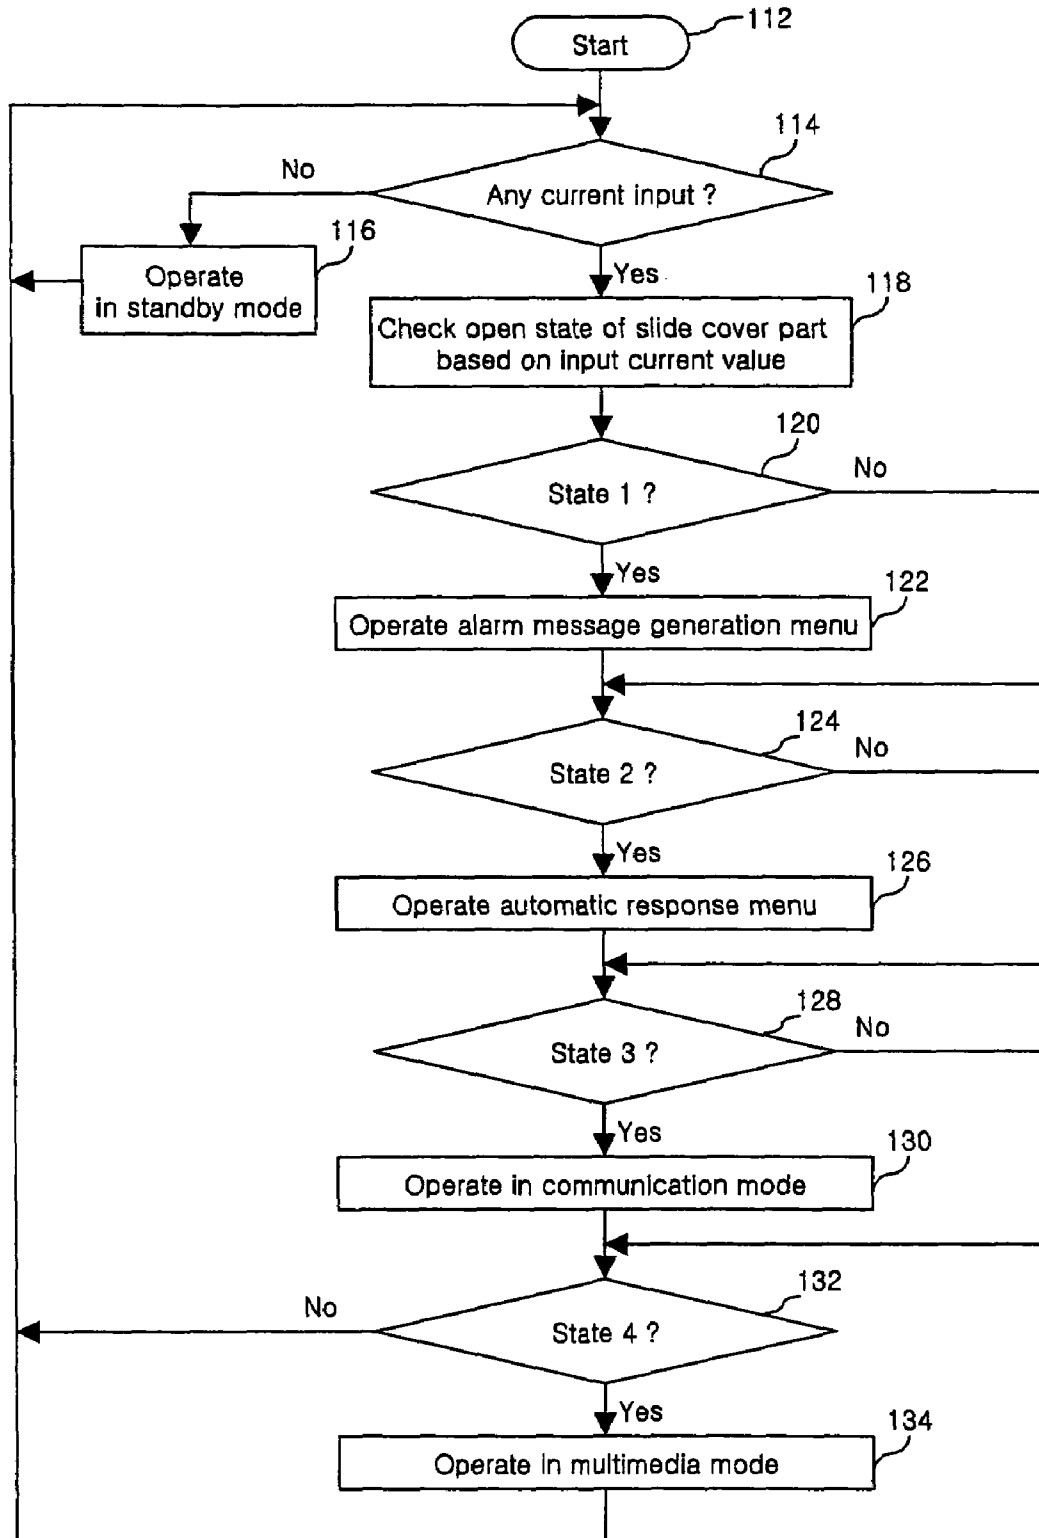 Start
112
114
No
Any current input ?
116
Operate
in standby mode
Yes
118
Check open state of slide cover part
based on input current value
120
No
State 1 ?
Yes
122
Operate alarm message generation menu
124
No
State 2 ?
Yes
126
Operate automatic response menu
128
No
State 3 ?
Yes
130
Operate in communication mode
132
No
State 4 ?
Yes
134
Operate in multimedia mode